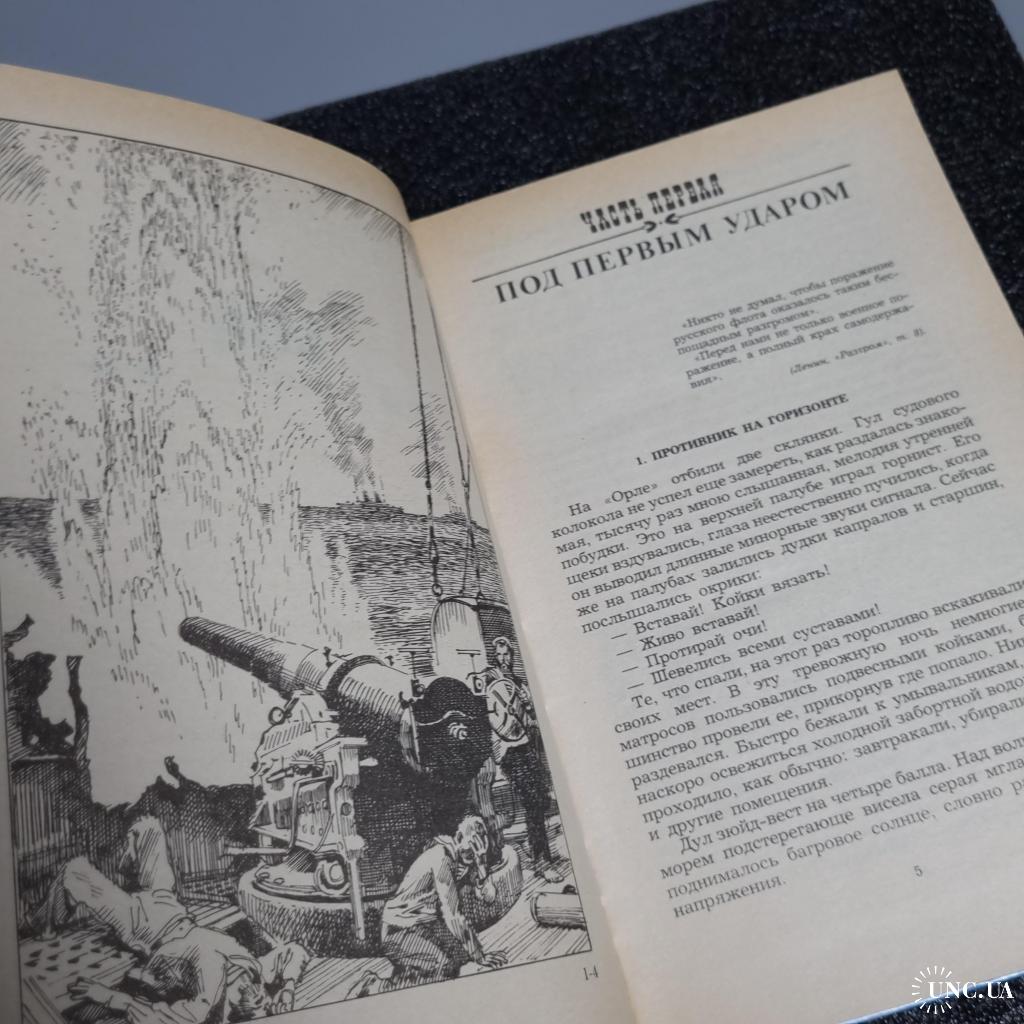 ЧАСТЬ ПЕРВАЯ
ПОД ПЕРВЫМ УДАРОМ
«Никто не думал, чтобы поражение
русского флота оказалось таким бес-
пощадным разгромом».
«Перед нами не только военное по-
ражение, а полный крах самодержа-
вия».
(Ленин, «Разгром», т. 8).
1. ПРОТИВНИК НА ГОРИЗОНТЕ
На «Орле» отбили две склянки. Гул судового
колокола не успел еще замереть, как раздалась знако-
мая, тысячу раз мною слышанная, мелодия утренней
побудки. Это на верхней палубе играл горнист. Его
щеки вздувались, глаза неестественно пучились, когда
он выводил длинные минорные звуки сигнала. Сейчас
же на палубах залились дудки капралов и старшин,
послышались окрики:
— Вставай! Койки вязать!
— Живо вставай!
— Протирай очи!
— Шевелись всеми суставами!
Те, что спали, на этот раз торопливо вскакивали
своих мест. В эту тревожную ночь немногие
матросов пользовались подвесными койками, б
шинство провели ее, прикорнув где попало. Ни
раздевался. Быстро бежали к умывальникам,
наскоро освежиться холодной забортной водо
проходило, как обычно: завтракали, убирали
и другие помещения.
Дул зюйд-вест на четыре балла. Над вол
морем подстерегающе висела серая мгла
поднималось багровое солнце, словно р
напряжения.
5
1-4
UNC.UA